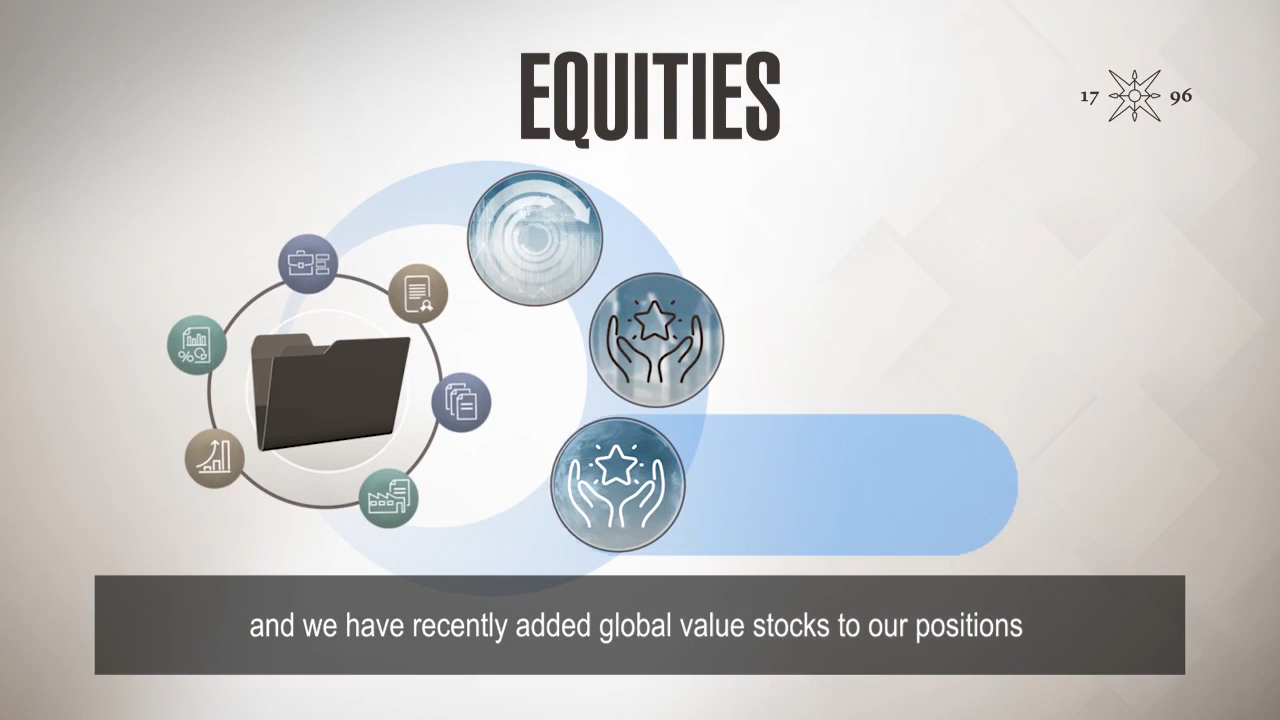 EQUITIES
17 96
%
and we have recently added global value stocks to our positions